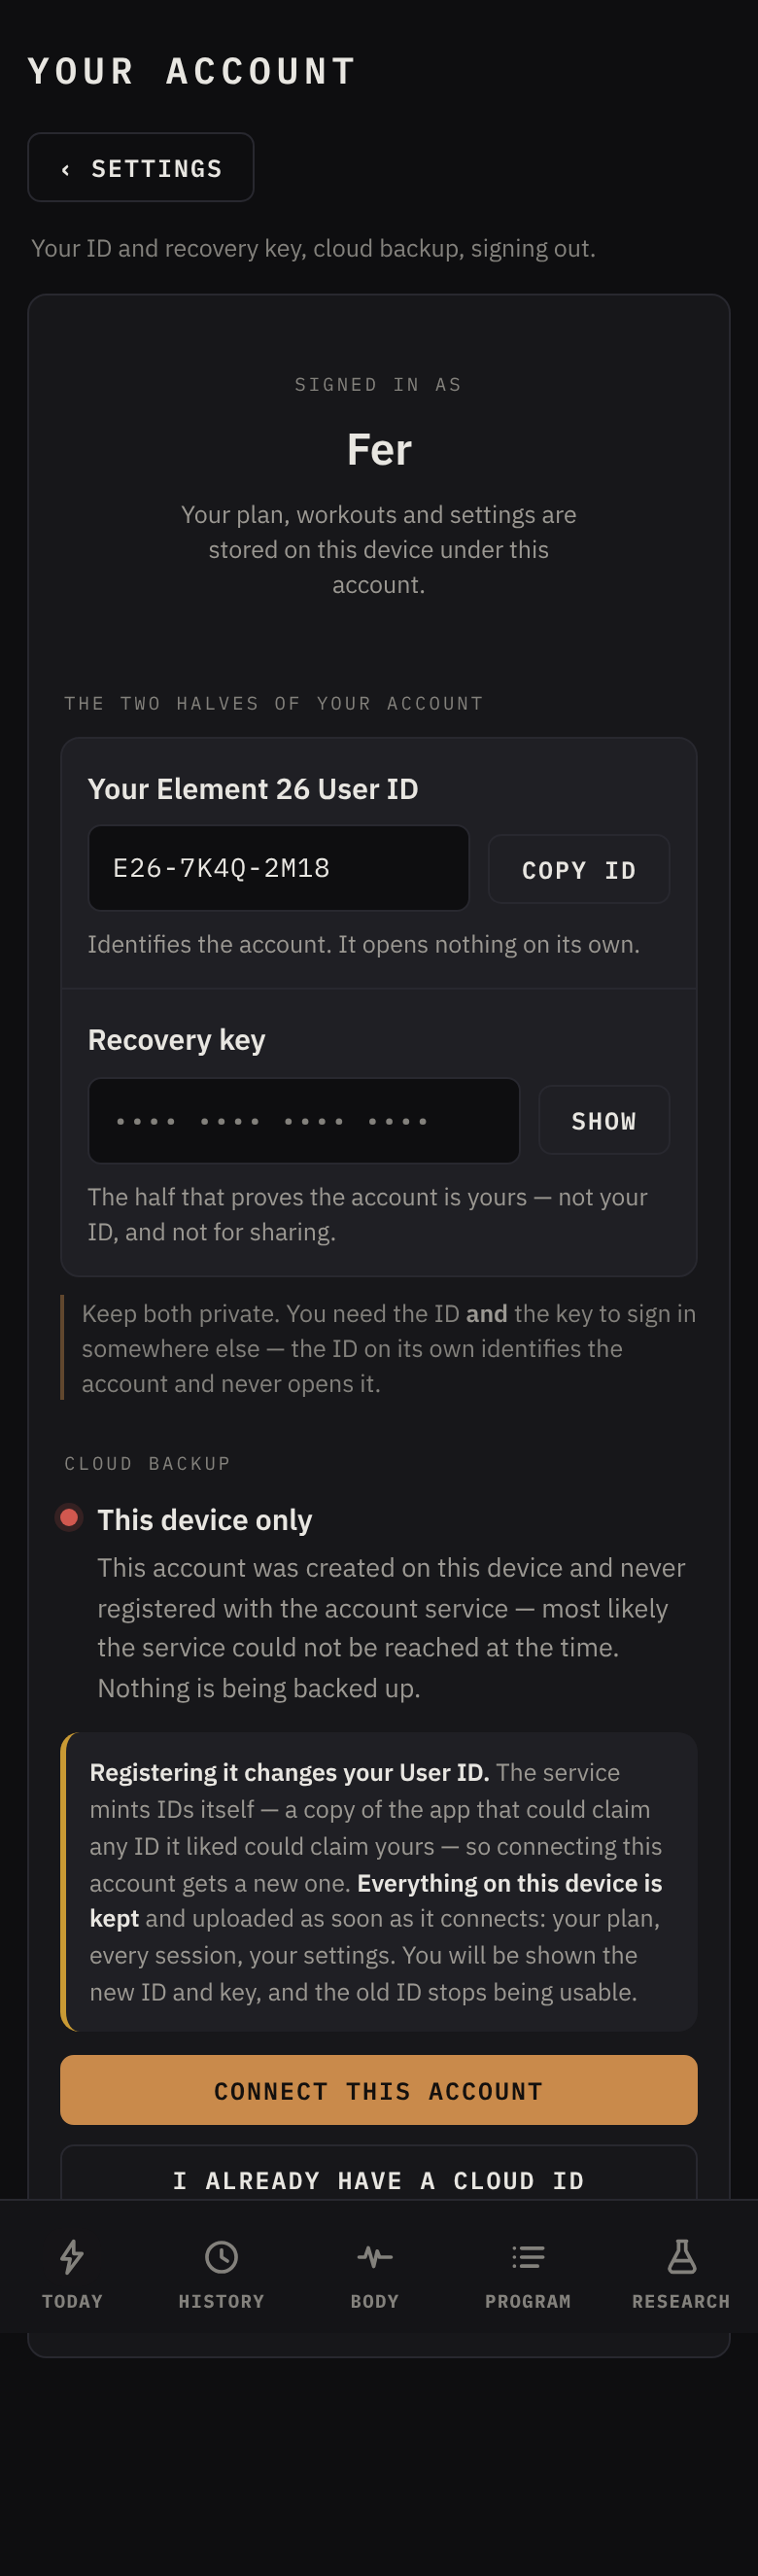 YOUR ACCOUNT
‹ SETTINGS
Your ID and recovery key, cloud backup, signing out.
SIGNED IN AS
Fer
Your plan, workouts and settings are
stored on this device under this
account.
THE TWO HALVES OF YOUR ACCOUNT
Your Element 26 User ID
E26-7K4Q-2M18
COPY ID
Identifies the account. It opens nothing on its own.
Recovery key
•••• •••• •••• ••••
SHOW
The half that proves the account is yours — not your
ID, and not for sharing.
Keep both private. You need the ID and the key to sign in
somewhere else — the ID on its own identifies the
account and never opens it.
CLOUD BACKUP
This device only
This account was created on this device and never
registered with the account service — most likely
the service could not be reached at the time.
Nothing is being backed up.
Registering it changes your User ID. The service
mints IDs itself — a copy of the app that could claim
any ID it liked could claim yours — so connecting this
account gets a new one. Everything on this device is
kept and uploaded as soon as it connects: your plan,
every session, your settings. You will be shown the
new ID and key, and the old ID stops being usable.
CONNECT THIS ACCOUNT
I ALREADY HAVE A CLOUD ID
TODAY
HISTORY
BODY
PROGRAM
RESEARCH